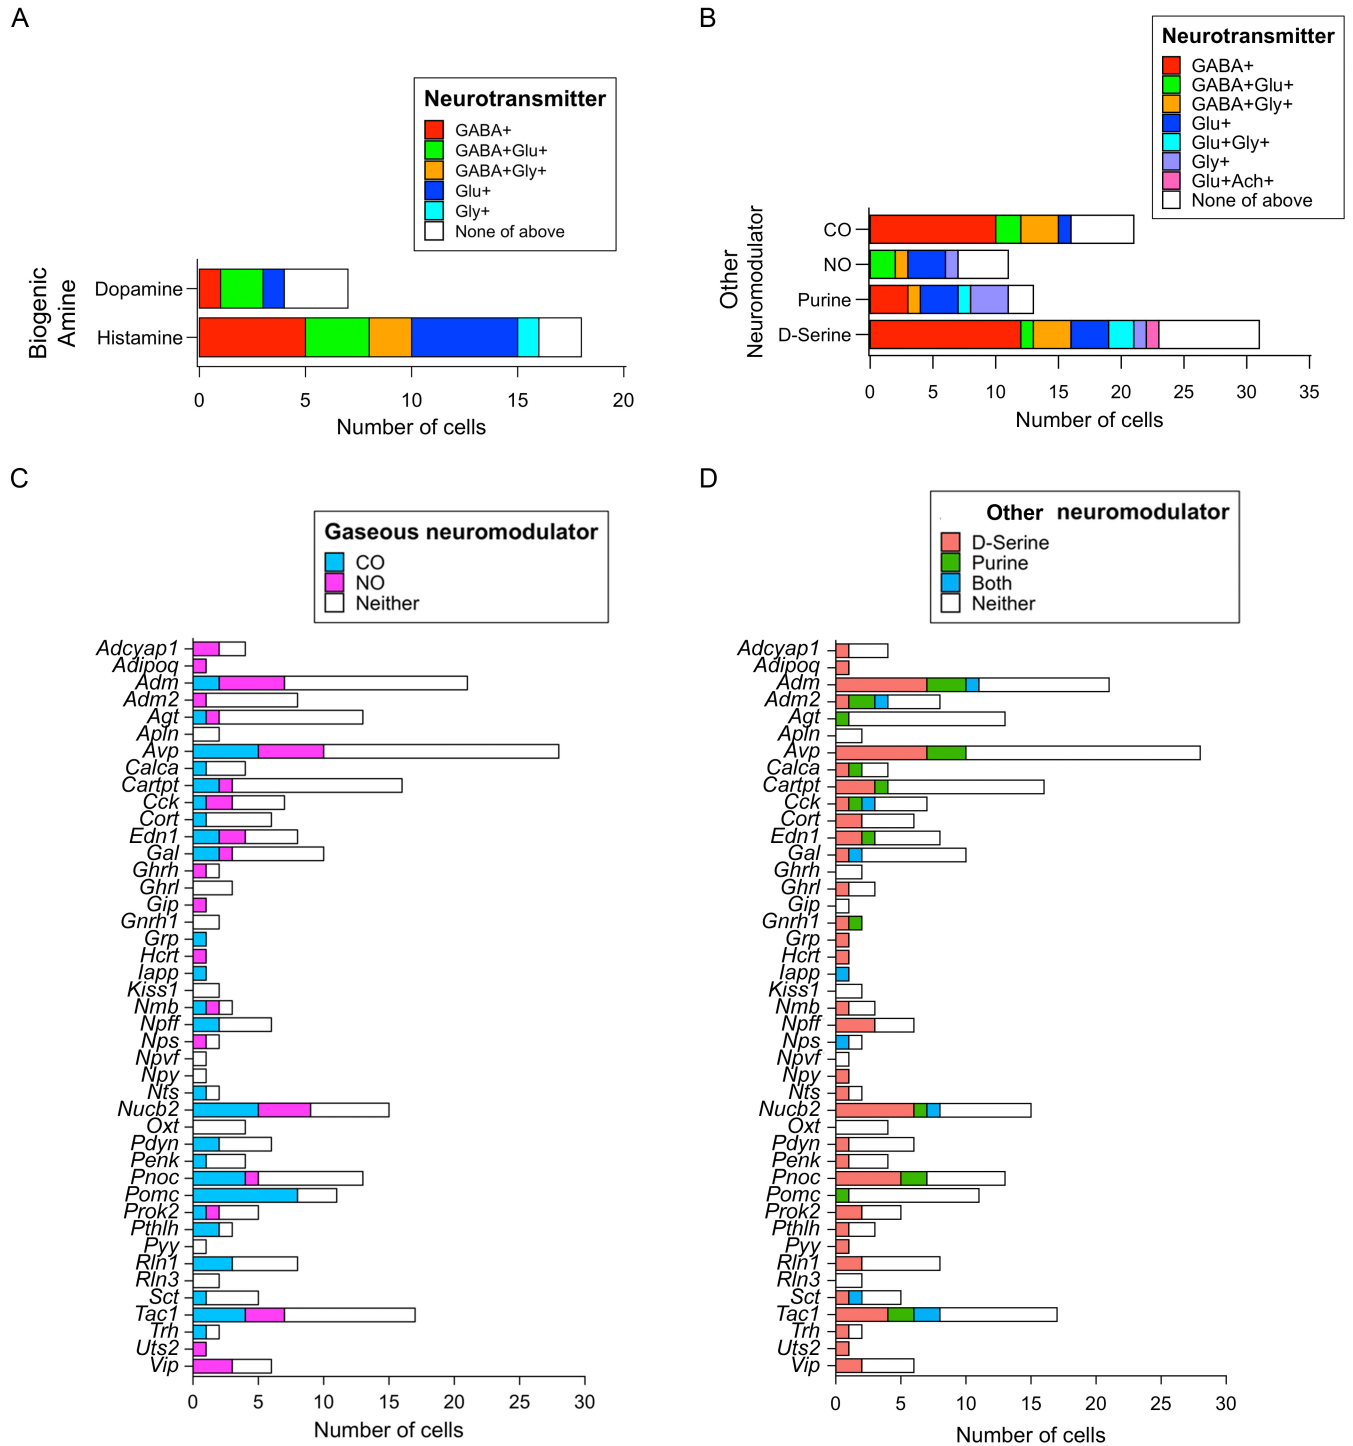 A
Neurotransmitter
GABA+
GABA+Glu+
GABA+Gly+
Glu+
Gly+
None of above
Biogenic
Amine
Dopamine
Histamine
0 5 10 15 20
Number of cells
B
Neurotransmitter
GABA+
GABA+Glu+
GABA+Gly+
Glu+
Glu+Gly+
Gly+
Glu+Ach+
None of above
Other
Neuromodulator
CO
NO
Purine
D-Serine
0 5 10 15 20 25 30 35
Number of cells
C
Gaseous neuromodulator
CO
NO
Neither
Adcyap1
Adipoq
Adm
Adm2
Agt
Apln
Avp
Calca
Cartpt
Cck
Cort
Edn1
Gal
Ghrh
Ghrl
Gip
Gnrh1
Grp
Hcrt
Iapp
Kiss1
Nmb
Npff
Nps
Npvf
Npy
Nts
Nucb2
Oxt
Pdyn
Penk
Pnoc
Pomc
Prok2
Pthlh
Pyy
Rln1
Rln3
Sct
Tac1
Trh
Uts2
Vip
0 5 10 15 20 25 30
Number of cells
D
Other neuromodulator
D-Serine
Purine
Both
Neither
Adcyap1
Adipoq
Adm
Adm2
Agt
Apln
Avp
Calca
Cartpt
Cck
Cort
Edn1
Gal
Ghrh
Ghrl
Gip
Gnrh1
Grp
Hcrt
Iapp
Kiss1
Nmb
Npff
Nps
Npvf
Npy
Nts
Nucb2
Oxt
Pdyn
Penk
Pnoc
Pomc
Prok2
Pthlh
Pyy
Rln1
Rln3
Sct
Tac1
Trh
Uts2
Vip
0 5 10 15 20 25 30
Number of cells